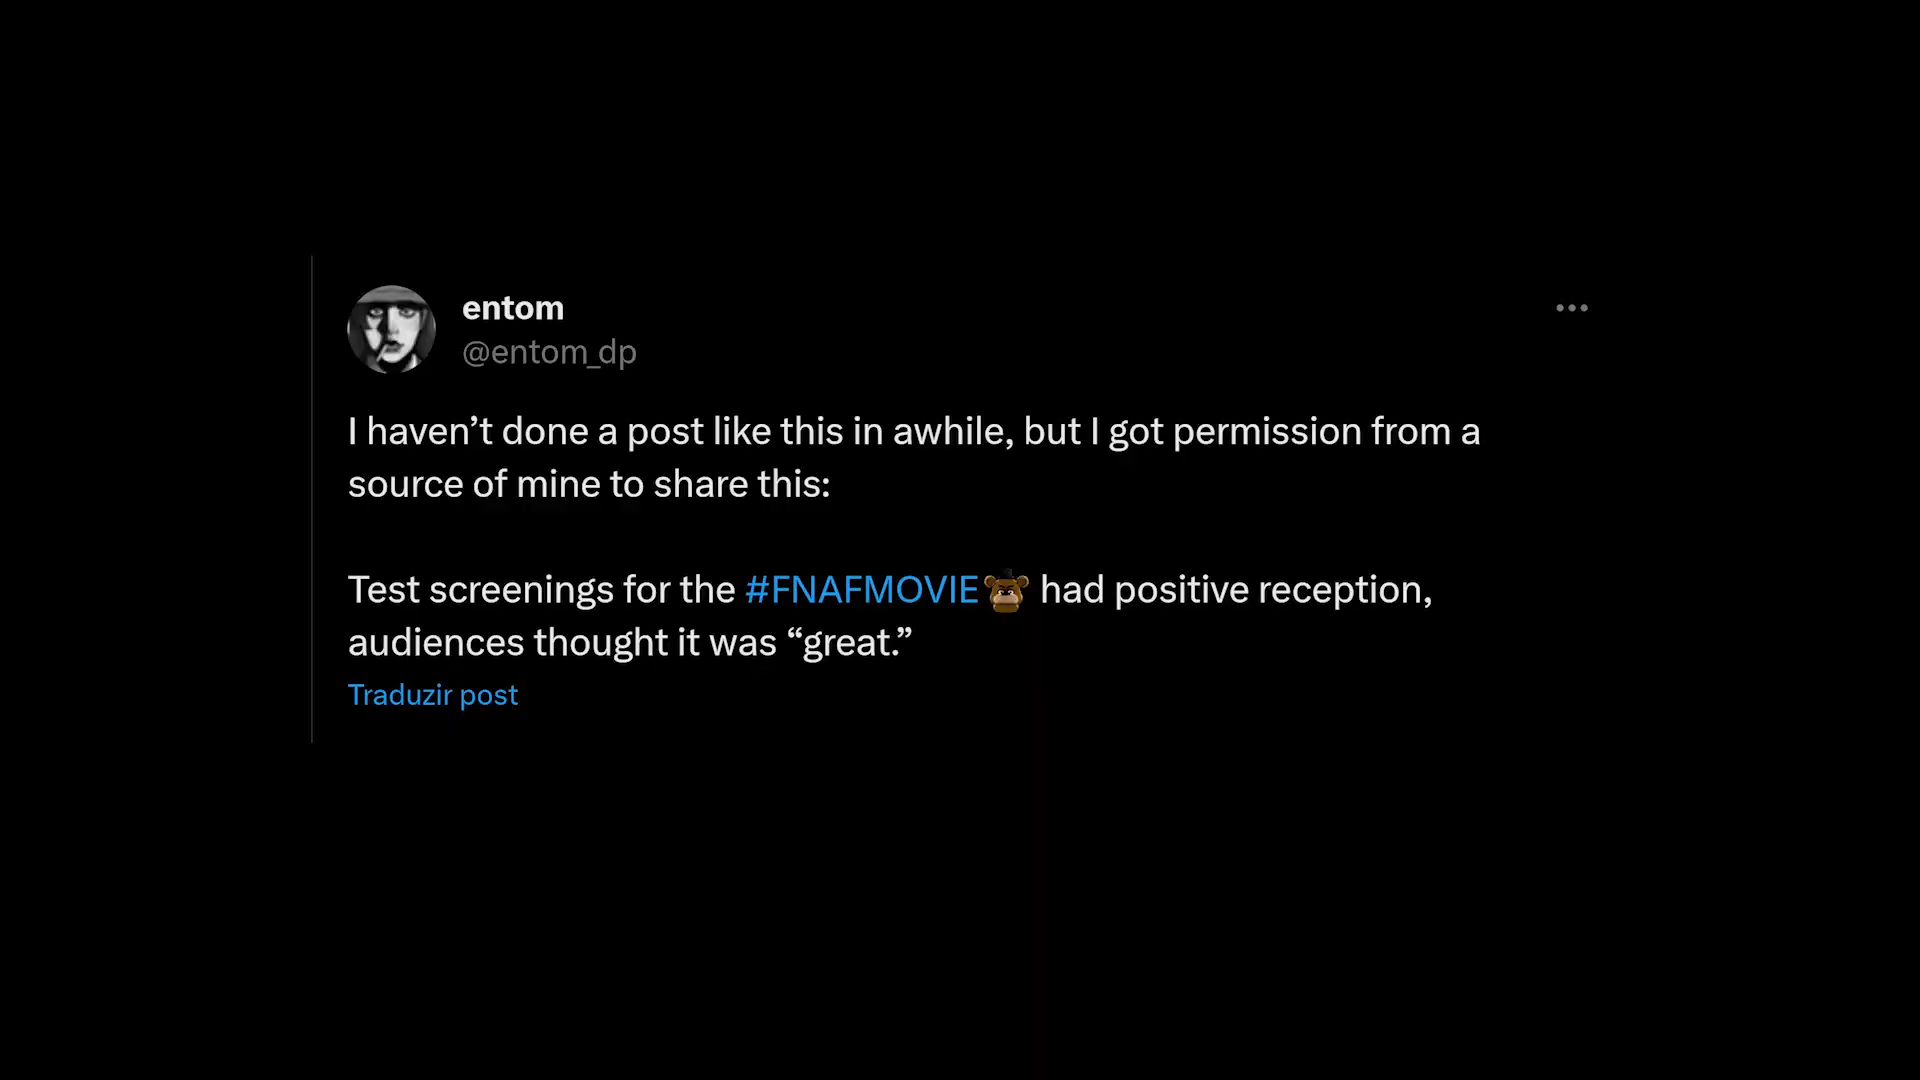 entom
@entom_dp
I haven’t done a post like this in awhile, but I got permission from a
source of mine to share this:
Test screenings for the #FNAFMOVIE had positive reception,
audiences thought it was “great.”
Traduzir post